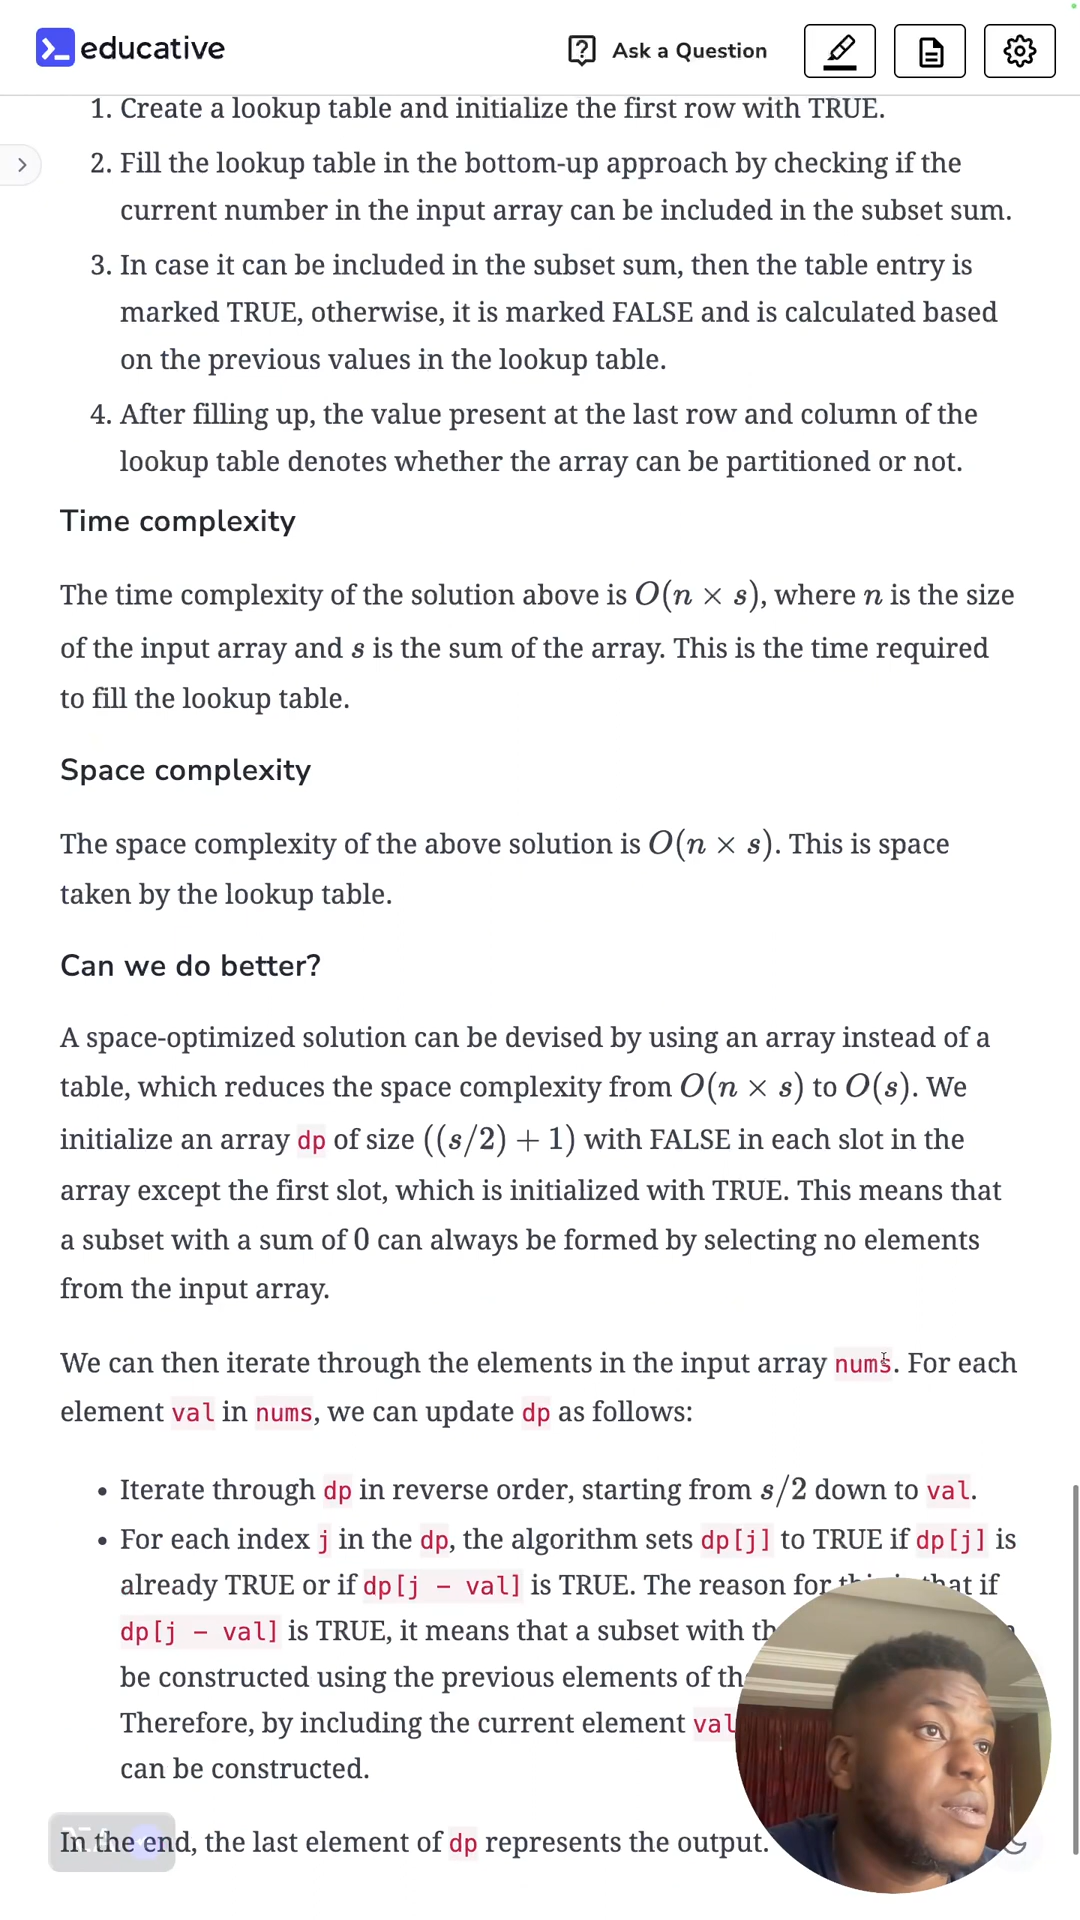 educative
Ask a Question
1. Create a lookup table and initialize the first row with TRUE.
2. Fill the lookup table in the bottom-up approach by checking if the
current number in the input array can be included in the subset sum.
3. In case it can be included in the subset sum, then the table entry is
marked TRUE, otherwise, it is marked FALSE and is calculated based
on the previous values in the lookup table.
4. After filling up, the value present at the last row and column of the
lookup table denotes whether the array can be partitioned or not.
Time complexity
The time complexity of the solution above is O(n × s), where n is the size
of the input array and s is the sum of the array. This is the time required
to fill the lookup table.
Space complexity
The space complexity of the above solution is O(n × s). This is space
taken by the lookup table.
Can we do better?
A space-optimized solution can be devised by using an array instead of a
table, which reduces the space complexity from O(n × s) to O(s). We
initialize an array dp of size ((s/2) + 1) with FALSE in each slot in the
array except the first slot, which is initialized with TRUE. This means that
a subset with a sum of 0 can always be formed by selecting no elements
from the input array.
We can then iterate through the elements in the input array nums. For each
element val in nums, we can update dp as follows:
• Iterate through dp in reverse order, starting from s/2 down to val.
• For each index j in the dp, the algorithm sets dp[j] to TRUE if dp[j] is
already TRUE or if dp[j − val] is TRUE. The reason for this is that if
dp[j − val] is TRUE, it means that a subset with
be constructed using the previous elements of
Therefore, by including the current element val
can be constructed.
In the end, the last element of dp represents the output.